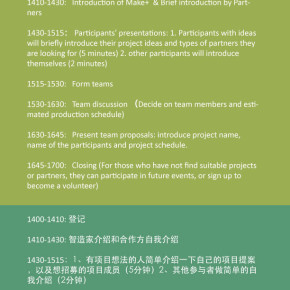 1410-1430:  Introduction of Make+ & Brief introduction by Part-
ners
1430-1515： Participants' presentations: 1. Participants with ideas
will briefly introduce their project ideas and types of partners they
are looking for (5 minutes) 2. other participants will introduce
themselves (2 minutes)
1515-1530:  Form teams
1530-1630:  Team discussion （Decide on team members and esti-
mated production schedule)
1630-1645:  Present team proposals: introduce project name,
name of the participants and project schedule.
1645-1700:  Closing (For those who have not find suitable projects
or partners, they can participate in future events, or sign up to
become a volunteer)
1400-1410: 登记
1410-1430: 智造家介绍和合作方自我介绍
1430-1515: 1、有项目想法的人简单介绍一下自己的项目提案
，以及想招募的项目成员（5分钟）2、其他参与者做简单的自
我介绍（2分钟）